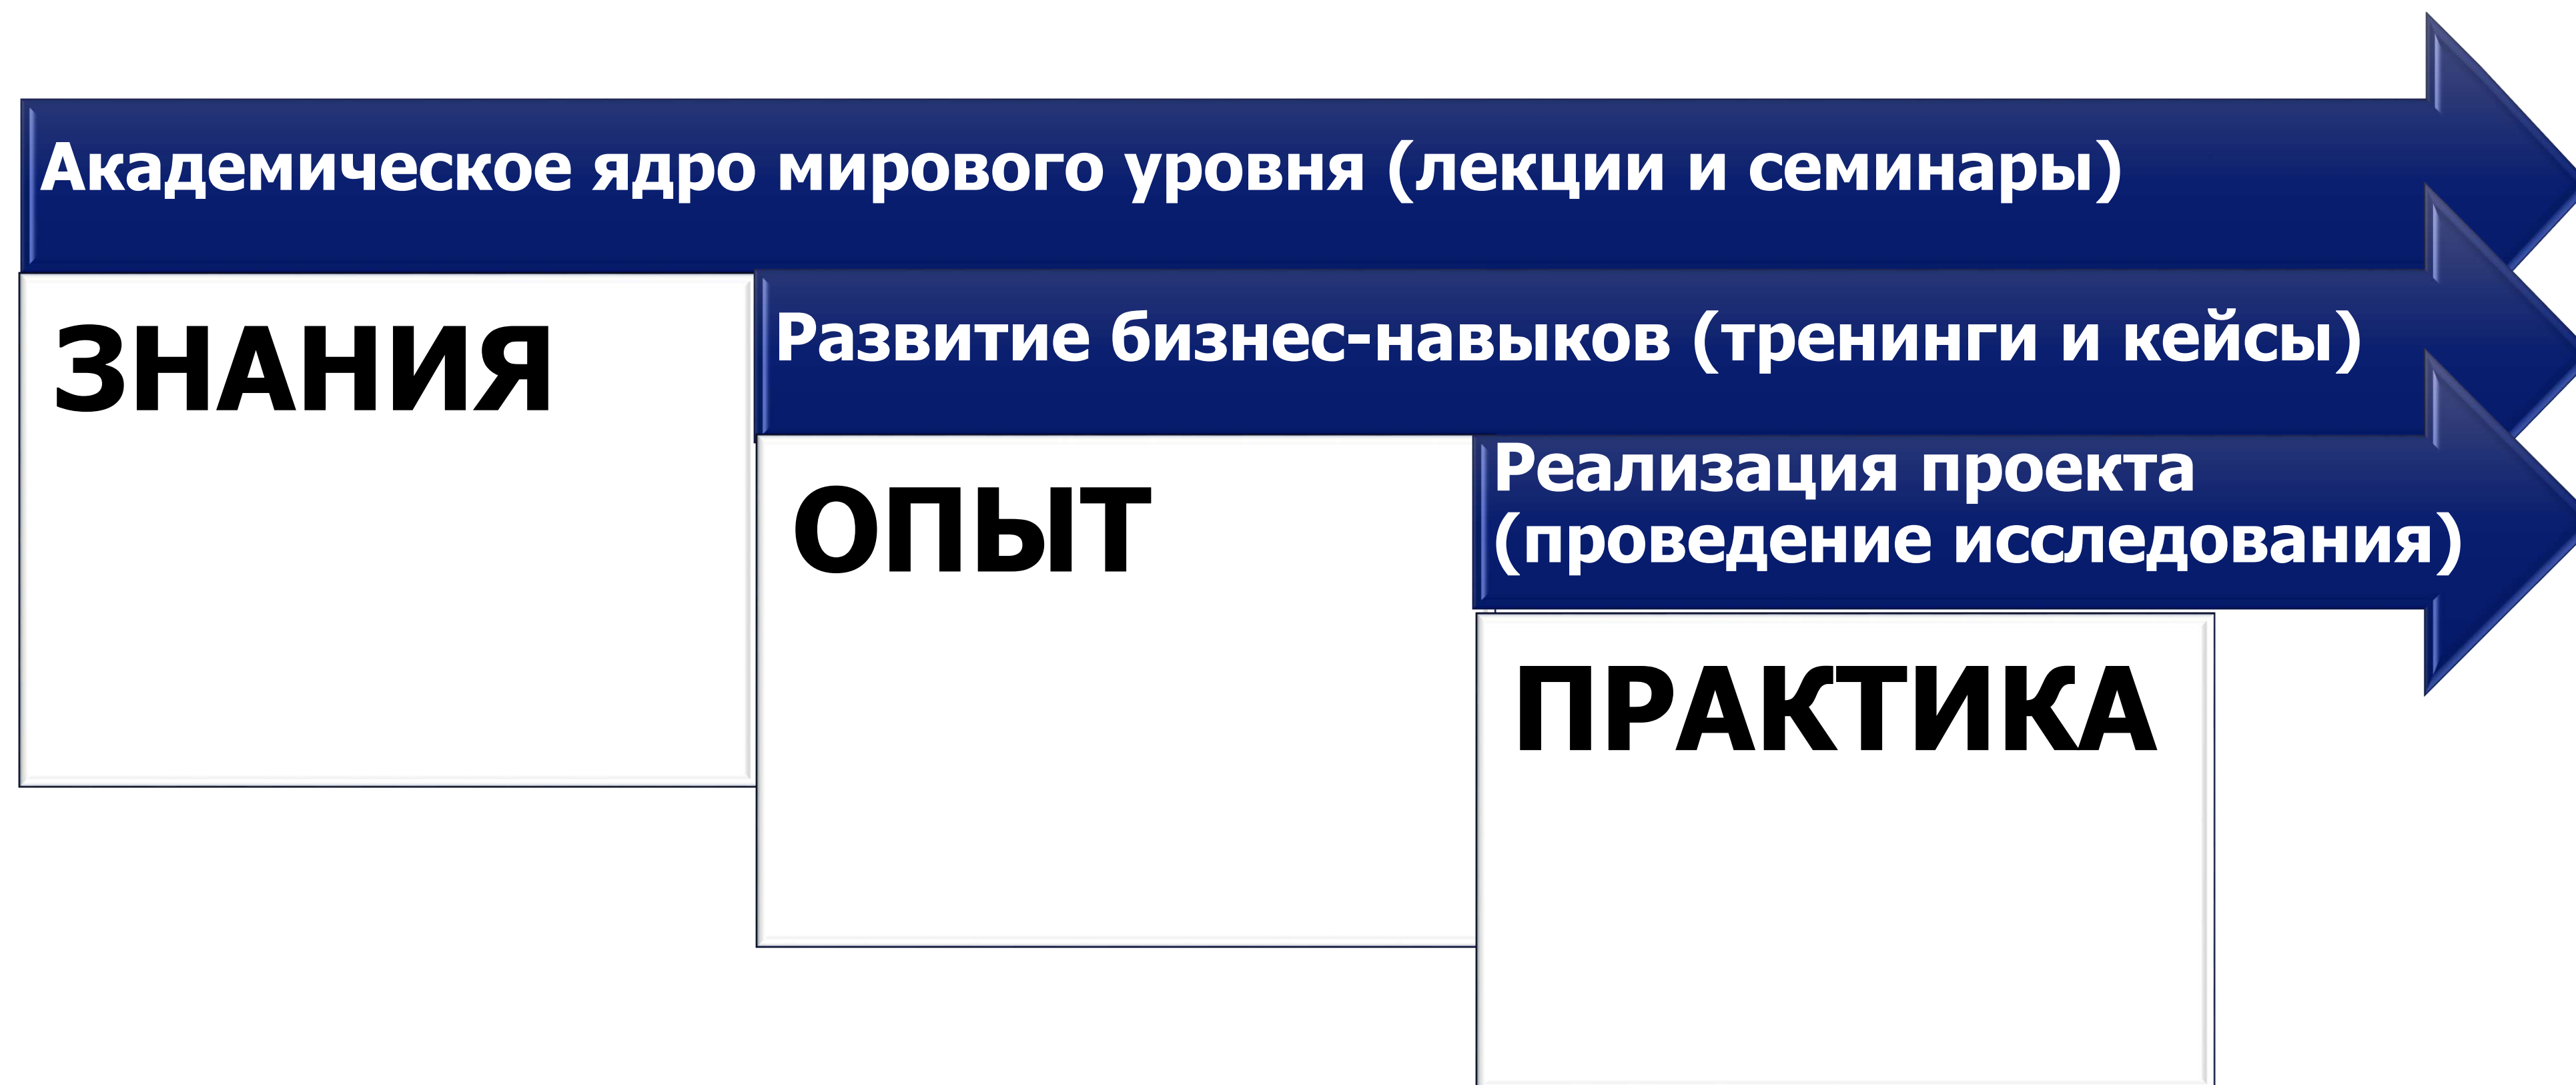 Академическое ядро мирового уровня (лекции и семинары)
ЗНАНИЯ
Развитие бизнес-навыков (тренинги и кейсы)
ОПЫТ
Реализация проекта
(проведение исследования)
ПРАКТИКА